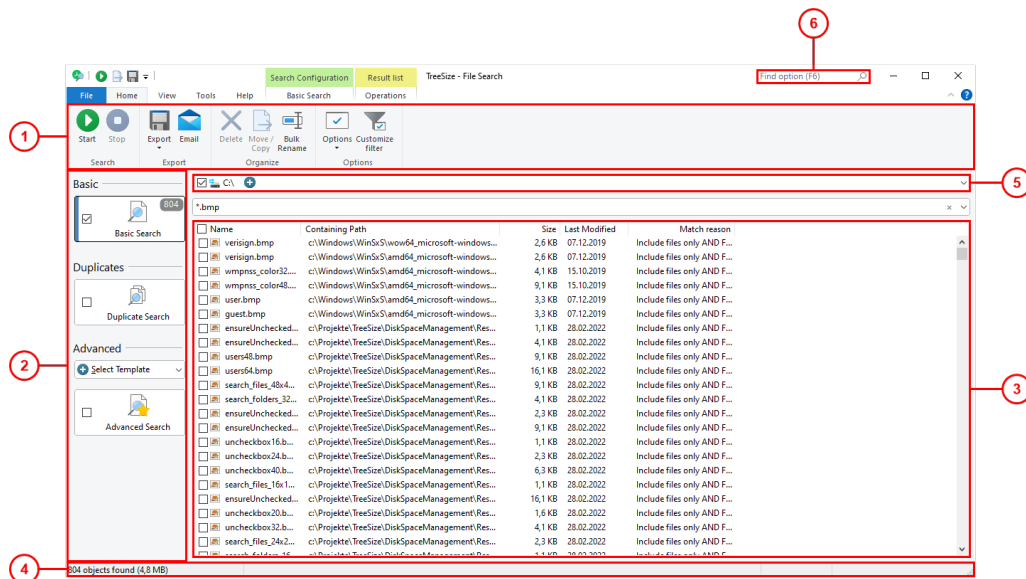 6
Search Configuration Result list TreeSize - File Search Find option (F6)
File Home View Tools Help Basic Search Operations
1
Start Stop Export Email Delete Move / Copy Bulk Rename Options Customize filter
Search Export Organize Options
Basic
804
Basic Search
Duplicates
Duplicate Search
Advanced
Select Template
Advanced Search
2
C:\
5
*.bmp
Name Containing Path Size Last Modified Match reason
verisign.bmp c:\Windows\WinSxS\wow64_microsoft-windows... 2,6 KB 07.12.2019 Include files only AND F...
verisign.bmp c:\Windows\WinSxS\amd64_microsoft-windows... 2,6 KB 07.12.2019 Include files only AND F...
wmpnss_color32.... c:\Windows\WinSxS\amd64_microsoft-windows... 4,1 KB 15.10.2019 Include files only AND F...
wmpnss_color48.... c:\Windows\WinSxS\amd64_microsoft-windows... 9,1 KB 15.10.2019 Include files only AND F...
user.bmp c:\Windows\WinSxS\amd64_microsoft-windows... 3,3 KB 07.12.2019 Include files only AND F...
guest.bmp c:\Windows\WinSxS\amd64_microsoft-windows... 3,3 KB 07.12.2019 Include files only AND F...
ensureUnchecked... c:\Projekte\TreeSize\DiskSpaceManagement\Res... 1,1 KB 28.02.2022 Include files only AND F...
ensureUnchecked... c:\Projekte\TreeSize\DiskSpaceManagement\Res... 4,1 KB 28.02.2022 Include files only AND F...
users48.bmp c:\Projekte\TreeSize\DiskSpaceManagement\Res... 9,1 KB 28.02.2022 Include files only AND F...
users64.bmp c:\Projekte\TreeSize\DiskSpaceManagement\Res... 16,1 KB 28.02.2022 Include files only AND F...
search_files_48x4... c:\Projekte\TreeSize\DiskSpaceManagement\Res... 9,1 KB 28.02.2022 Include files only AND F...
search_folders_32... c:\Projekte\TreeSize\DiskSpaceManagement\Res... 4,1 KB 28.02.2022 Include files only AND F...
ensureUnchecked... c:\Projekte\TreeSize\DiskSpaceManagement\Res... 2,3 KB 28.02.2022 Include files only AND F...
ensureUnchecked... c:\Projekte\TreeSize\DiskSpaceManagement\Res... 9,1 KB 28.02.2022 Include files only AND F...
uncheckbox16.b... c:\Projekte\TreeSize\DiskSpaceManagement\Res... 1,1 KB 28.02.2022 Include files only AND F...
uncheckbox24.b... c:\Projekte\TreeSize\DiskSpaceManagement\Res... 2,3 KB 28.02.2022 Include files only AND F...
uncheckbox40.b... c:\Projekte\TreeSize\DiskSpaceManagement\Res... 6,3 KB 28.02.2022 Include files only AND F...
search_files_16x1... c:\Projekte\TreeSize\DiskSpaceManagement\Res... 1,1 KB 28.02.2022 Include files only AND F...
ensureUnchecked... c:\Projekte\TreeSize\DiskSpaceManagement\Res... 16,1 KB 28.02.2022 Include files only AND F...
uncheckbox20.b... c:\Projekte\TreeSize\DiskSpaceManagement\Res... 1,6 KB 28.02.2022 Include files only AND F...
uncheckbox32.b... c:\Projekte\TreeSize\DiskSpaceManagement\Res... 4,1 KB 28.02.2022 Include files only AND F...
search_files_24x2... c:\Projekte\TreeSize\DiskSpaceManagement\Res... 2,3 KB 28.02.2022 Include files only AND F...
3
4
804 objects found (4,8 MB)